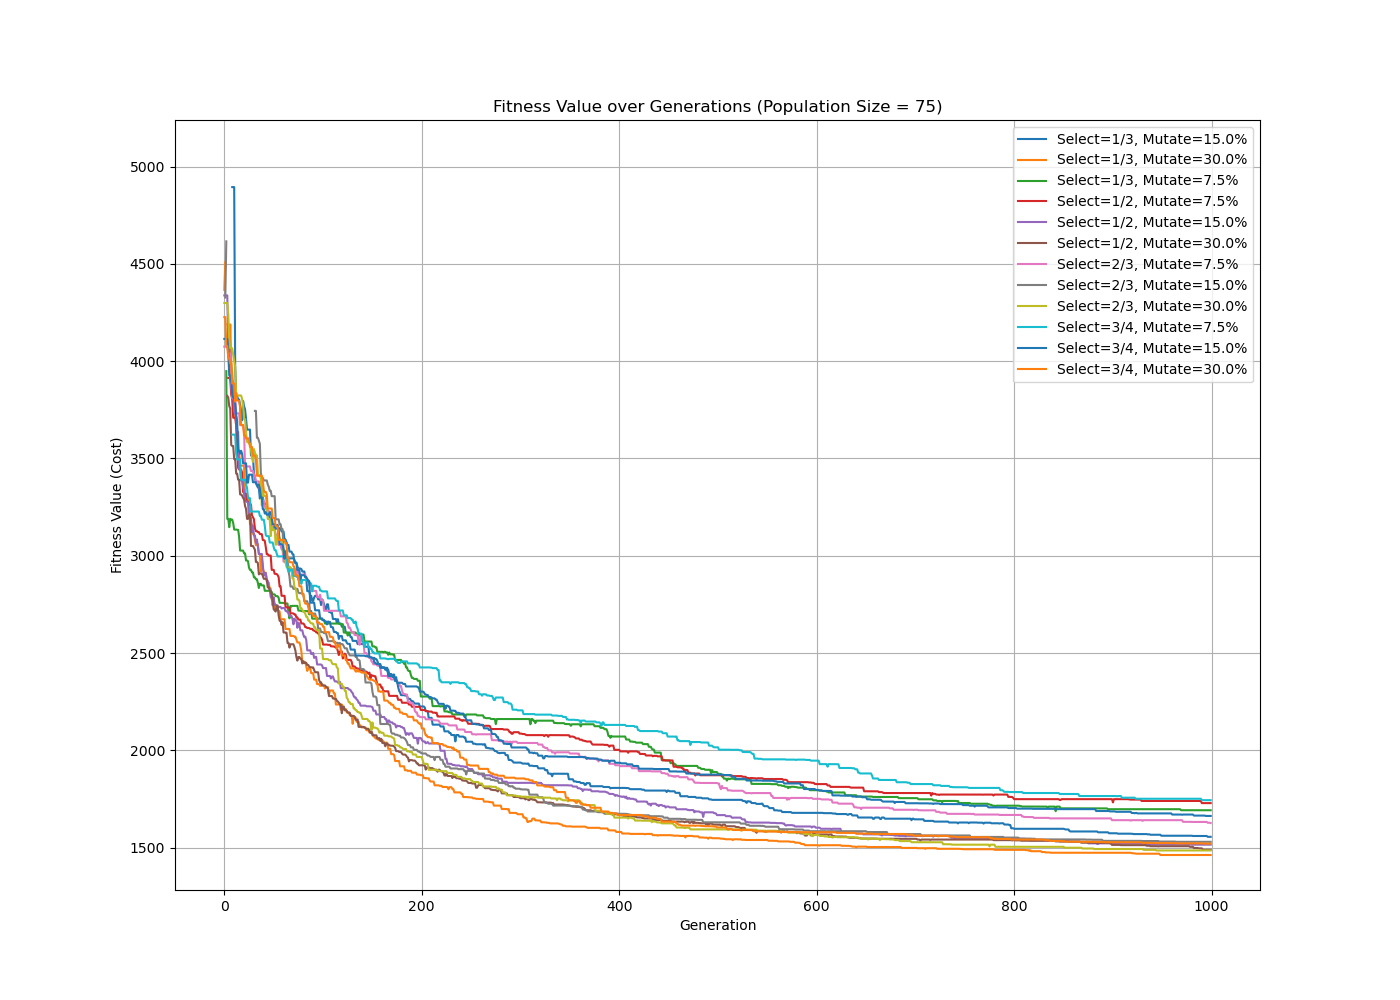 Fitness Value over Generations (Population Size = 75)
Select=1/3, Mutate=15.0%
Select=1/3, Mutate=30.0%
Select=1/3, Mutate=7.5%
Select=1/2, Mutate=7.5%
Select=1/2, Mutate=15.0%
Select=1/2, Mutate=30.0%
Select=2/3, Mutate=7.5%
Select=2/3, Mutate=15.0%
Select=2/3, Mutate=30.0%
Select=3/4, Mutate=7.5%
Select=3/4, Mutate=15.0%
Select=3/4, Mutate=30.0%
5000
4500
4000
3500
3000
2500
2000
1500
Fitness Value (Cost)
0 200 400 600 800 1000
Generation